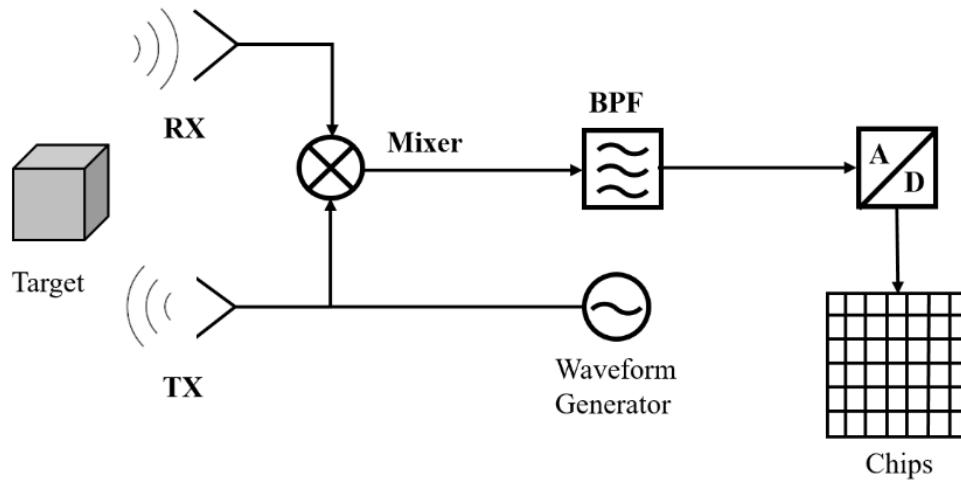 RX
BPF
Mixer
A
D
Target
TX
Waveform
Generator
Chips